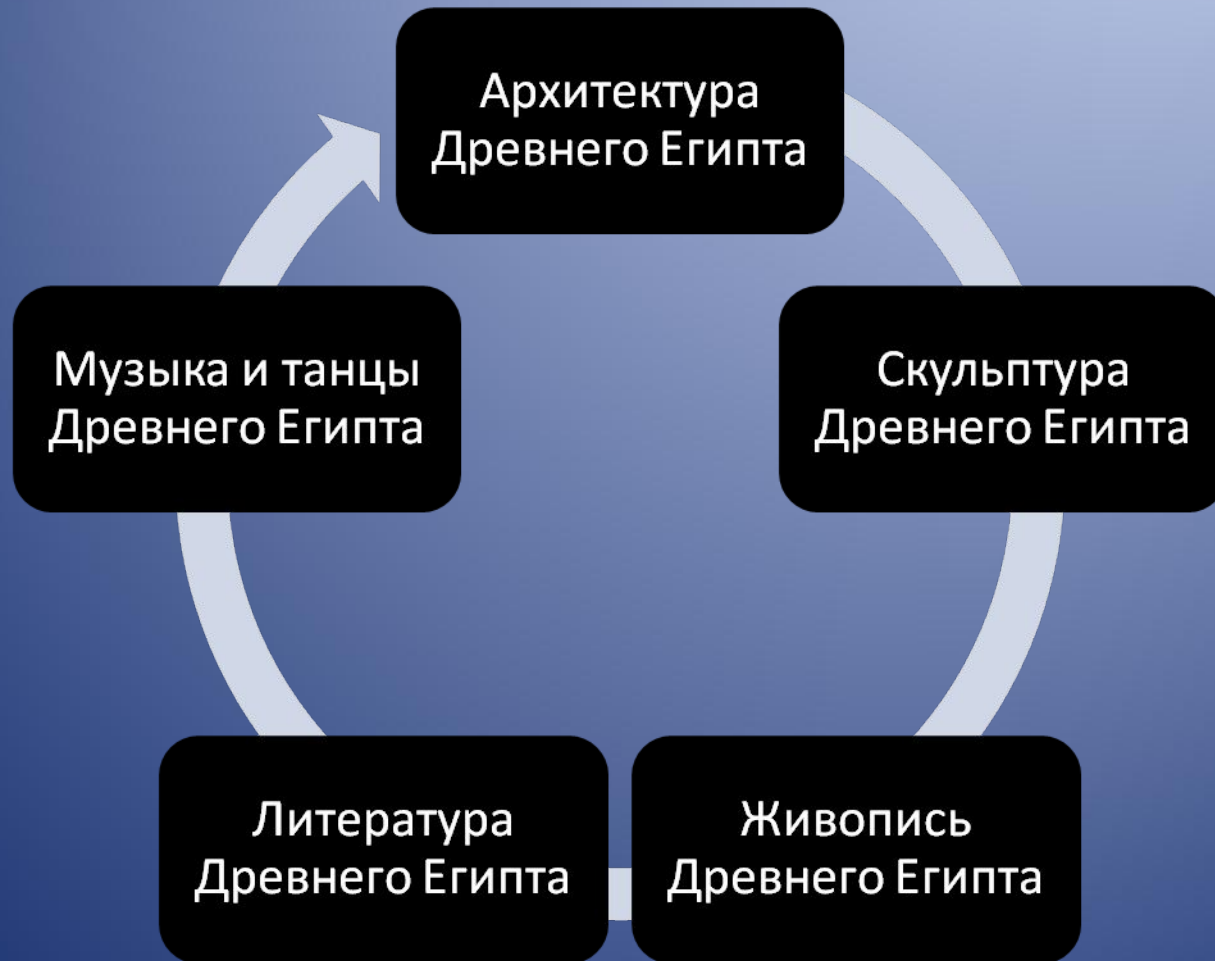 Архитектура
Древнего Египта
Скульптура
Древнего Египта
Живопись
Древнего Египта
Литература
Древнего Египта
Музыка и танцы
Древнего Египта